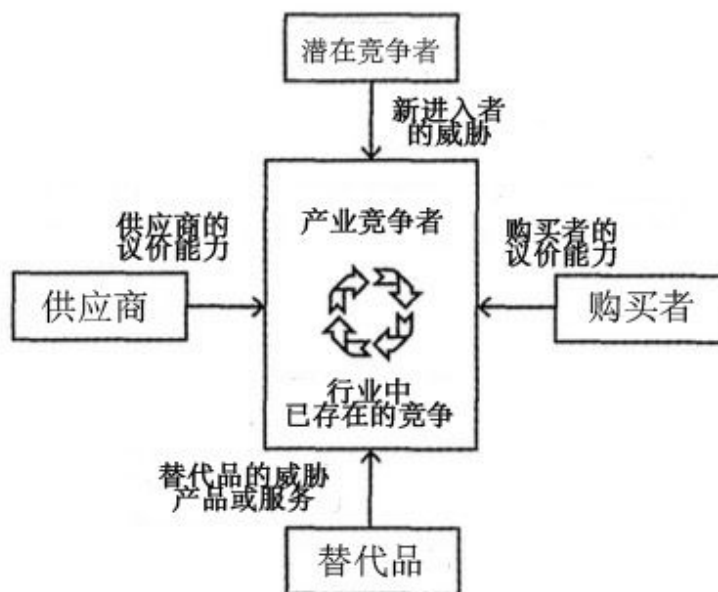 潜在竞争者
新进入者
的威胁
供应商的
议价能力
产业竞争者
购买者的
议价能力
供应商
购买者
行业中
已存在的竞争
替代品的威胁
产品或服务
替代品